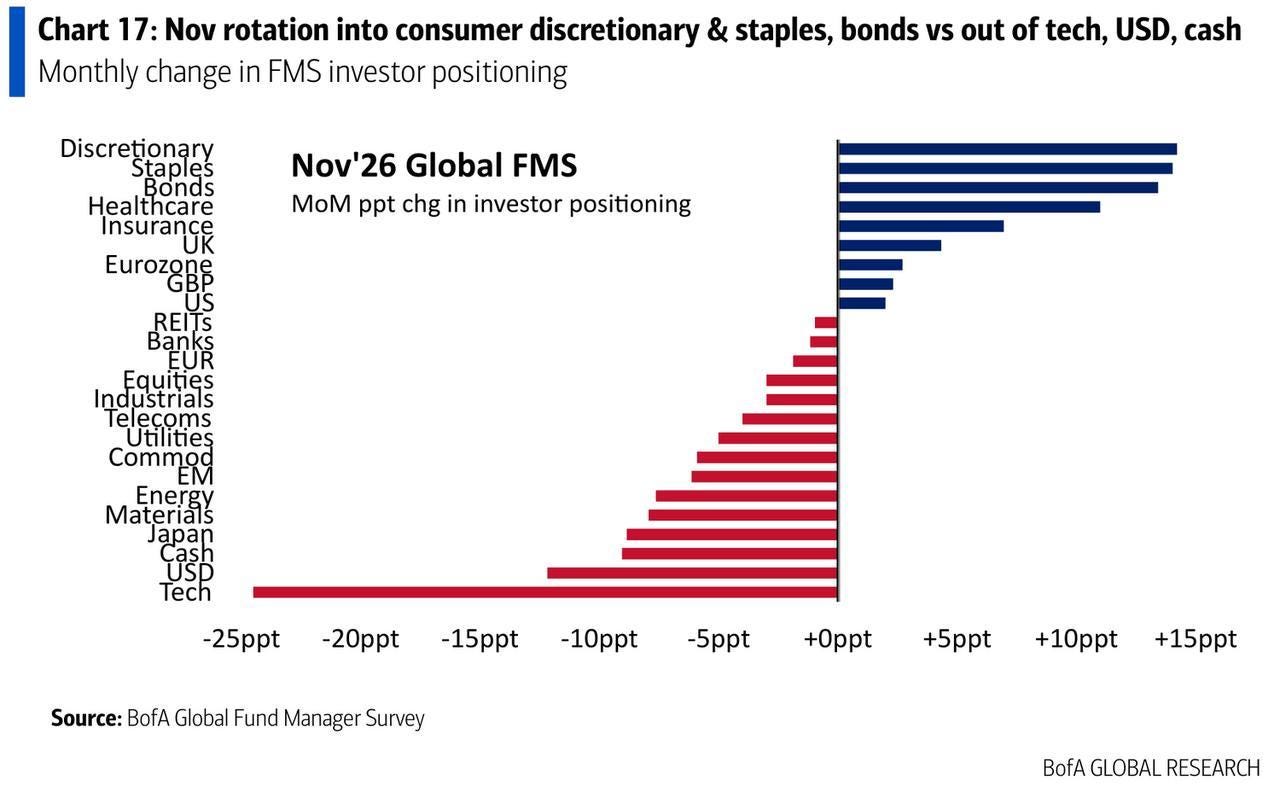 Chart 17: Nov rotation into consumer discretionary & staples, bonds vs out of tech, USD, cash
Monthly change in FMS investor positioning
Nov'26 Global FMS
MoM ppt chg in investor positioning
Discretionary
Staples
Bonds
Healthcare
Insurance
UK
Eurozone
GBP
US
REITs
Banks
EUR
Equities
Industrials
Telecoms
Utilities
Commod
EM
Energy
Materials
Japan
Cash
USD
Tech
-25ppt -20ppt -15ppt -10ppt -5ppt +0ppt +5ppt +10ppt +15ppt
Source: BofA Global Fund Manager Survey
BofA GLOBAL RESEARCH